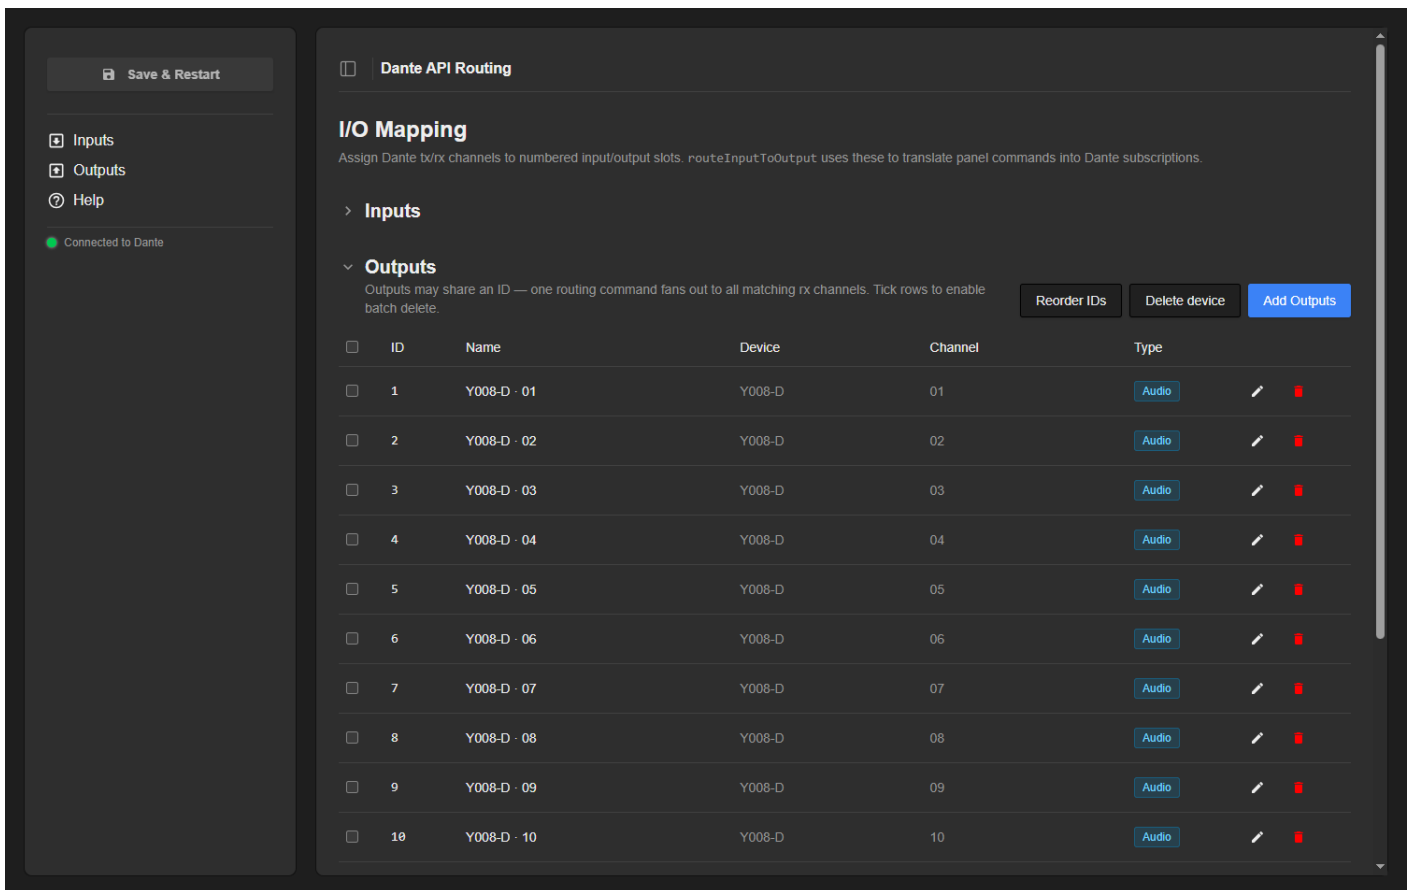 Save & Restart
Inputs
Outputs
Help
Connected to Dante
Dante API Routing
I/O Mapping
Assign Dante tx/rx channels to numbered input/output slots. routeInputToOutput uses these to translate panel commands into Dante subscriptions.
Inputs
Outputs
Outputs may share an ID — one routing command fans out to all matching rx channels. Tick rows to enable
batch delete.
Reorder IDs Delete device Add Outputs
ID Name Device Channel Type
1 Y008-D · 01 Y008-D 01 Audio
2 Y008-D · 02 Y008-D 02 Audio
3 Y008-D · 03 Y008-D 03 Audio
4 Y008-D · 04 Y008-D 04 Audio
5 Y008-D · 05 Y008-D 05 Audio
6 Y008-D · 06 Y008-D 06 Audio
7 Y008-D · 07 Y008-D 07 Audio
8 Y008-D · 08 Y008-D 08 Audio
9 Y008-D · 09 Y008-D 09 Audio
10 Y008-D · 10 Y008-D 10 Audio